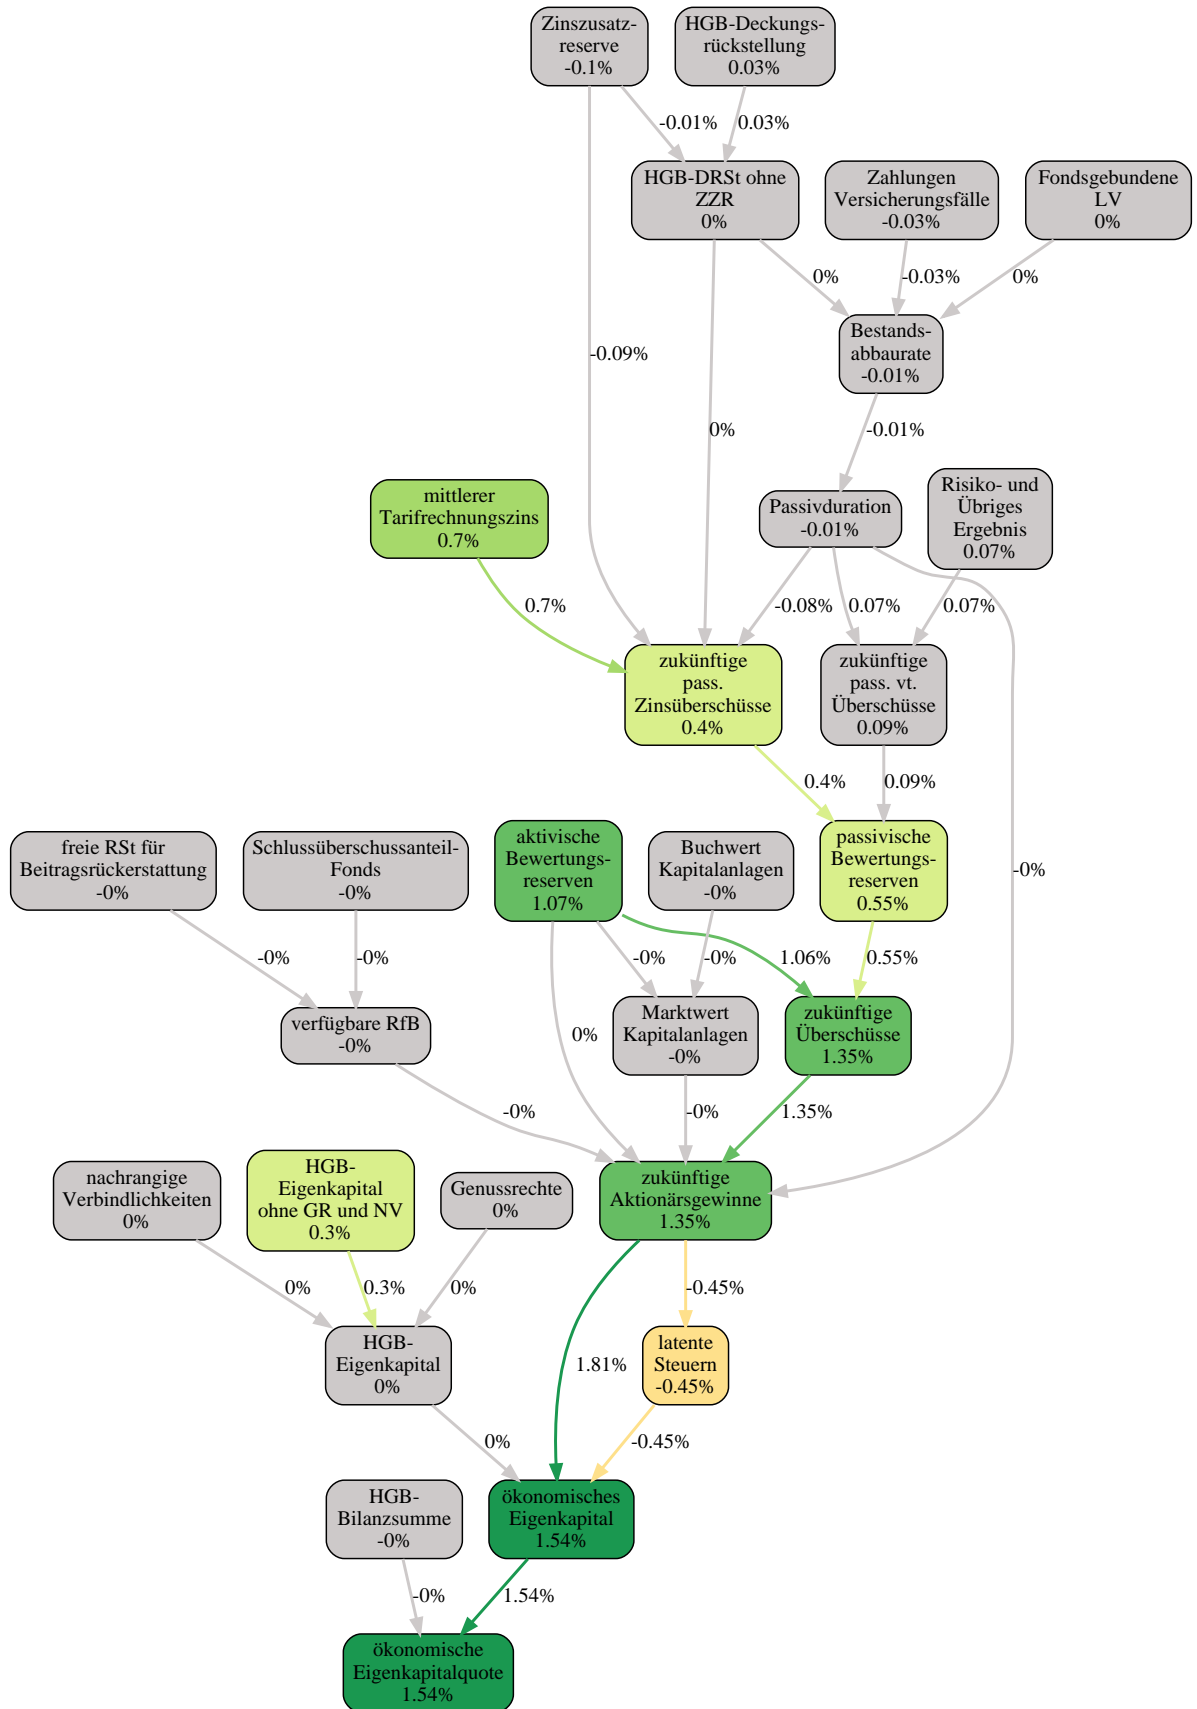 Zinszusatz-
reserve
-0.1%
HGB-Deckungs-
rückstellung
0.03%
-0.01%
0.03%
HGB-DRSt ohne
ZZR
0%
Zahlungen
Versicherungsfälle
-0.03%
Fondsgebundene
LV
0%
0%
-0.03%
0%
Bestands-
abbaurate
-0.01%
-0.09%
0%
-0.01%
mittlerer
Tarifrechnungszins
0.7%
Passivduration
-0.01%
Risiko- und
Übriges
Ergebnis
0.07%
0.7%
-0.08%
0.07%
0.07%
zukünftige
pass.
Zinsüberschüsse
0.4%
zukünftige
pass. vt.
Überschüsse
0.09%
0.4%
0.09%
freie RSt für
Beitragsrückerstattung
-0%
Schlussüberschussanteil-
Fonds
-0%
aktivische
Bewertungs-
reserven
1.07%
Buchwert
Kapitalanlagen
-0%
passivische
Bewertungs-
reserven
0.55%
-0%
-0%
-0%
-0%
-0%
1.06%
0.55%
verfügbare RfB
-0%
0%
Marktwert
Kapitalanlagen
-0%
zukünftige
Überschüsse
1.35%
-0%
-0%
1.35%
nachrangige
Verbindlichkeiten
0%
HGB-
Eigenkapital
ohne GR und NV
0.3%
Genussrechte
0%
zukünftige
Aktionärsgewinne
1.35%
0%
0.3%
0%
-0.45%
HGB-
Eigenkapital
0%
1.81%
latente
Steuern
-0.45%
0%
-0.45%
HGB-
Bilanzsumme
-0%
ökonomisches
Eigenkapital
1.54%
-0%
1.54%
ökonomische
Eigenkapitalquote
1.54%